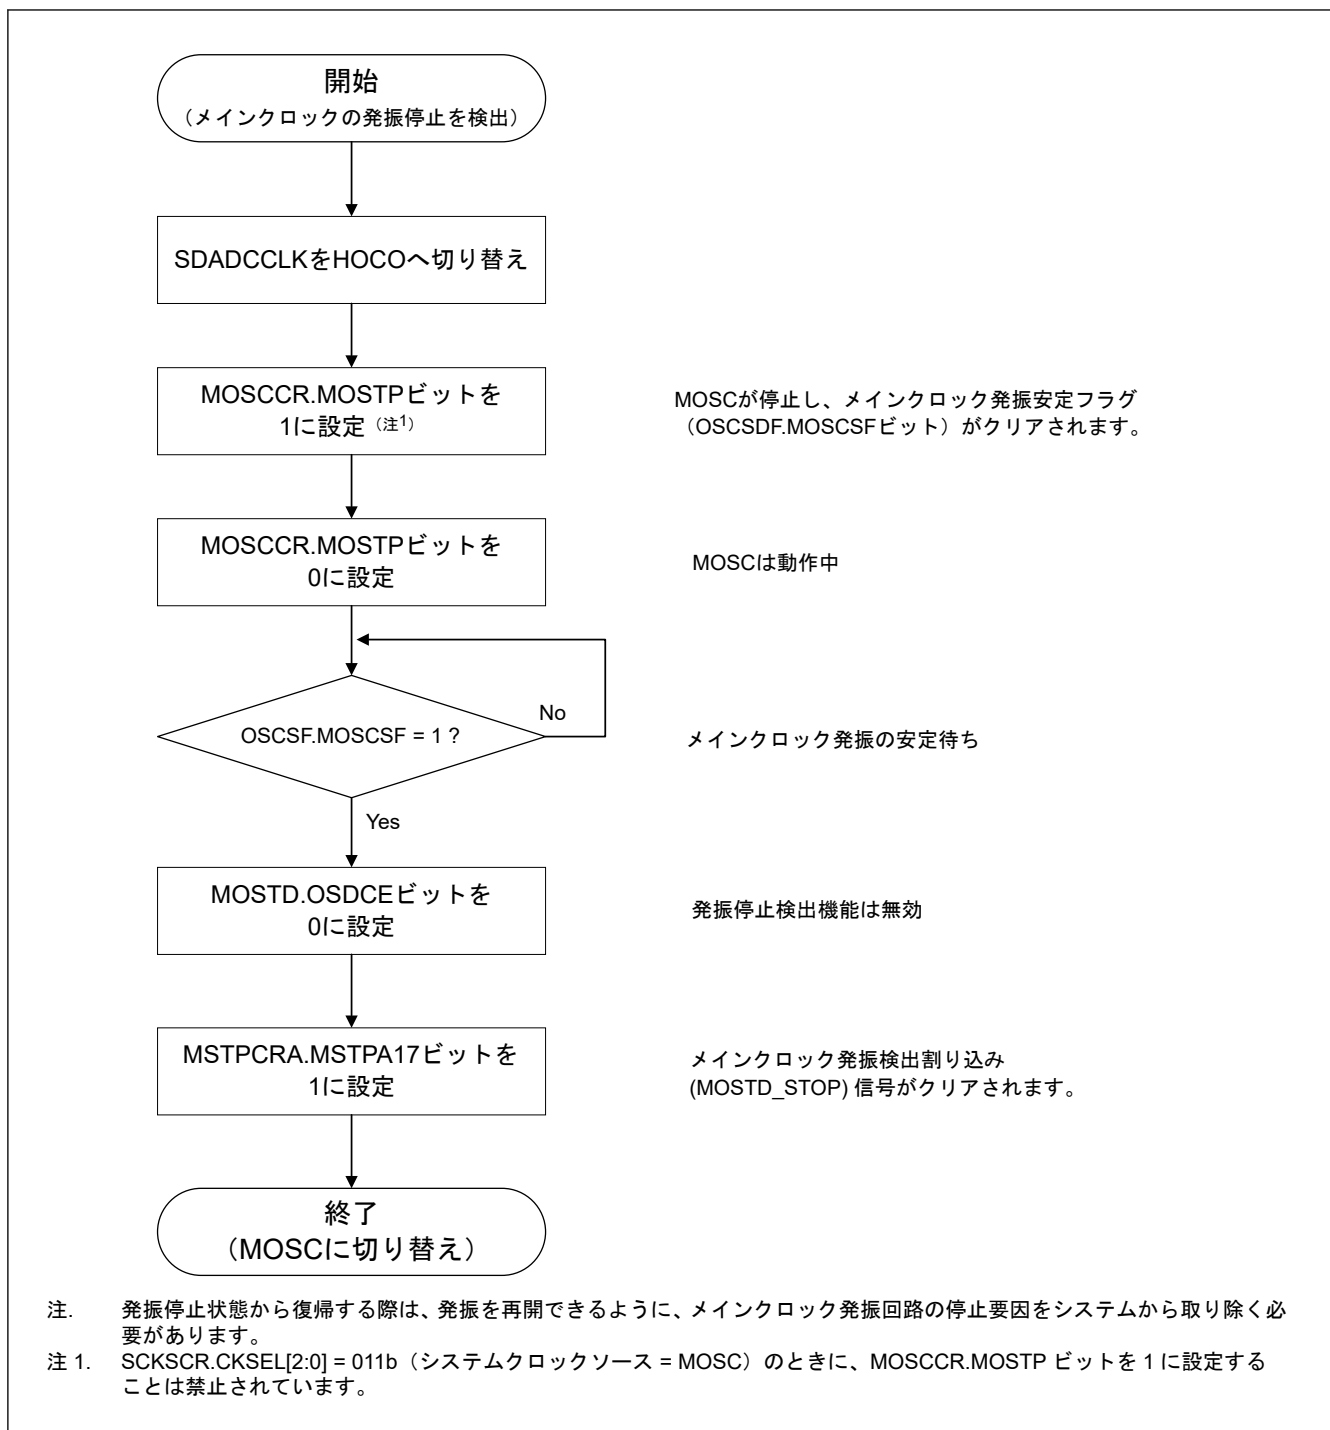 開始
（メインクロックの発振停止を検出）
SDADCCLKをHOCOへ切り替え
MOSCCR.MOSTPビットを
1に設定（注1）
MOSCが停止し、メインクロック発振安定フラグ
（OSCSDF.MOSCSFビット）がクリアされます。
MOSCCR.MOSTPビットを
0に設定
MOSCは動作中
No
OSCSF.MOSCSF = 1 ?
メインクロック発振の安定待ち
Yes
MOSTD.OSDCEビットを
0に設定
発振停止検出機能は無効
MSTPCRA.MSTPA17ビットを
1に設定
メインクロック発振検出割り込み
(MOSTD_STOP) 信号がクリアされます。
終了
（MOSCに切り替え）
注. 発振停止状態から復帰する際は、発振を再開できるように、メインクロック発振回路の停止要因をシステムから取り除く必
要があります。
注 1. SCKSCR.CKSEL[2:0] = 011b（システムクロックソース = MOSC）のときに、MOSCCR.MOSTP ビットを 1 に設定する
ことは禁止されています。